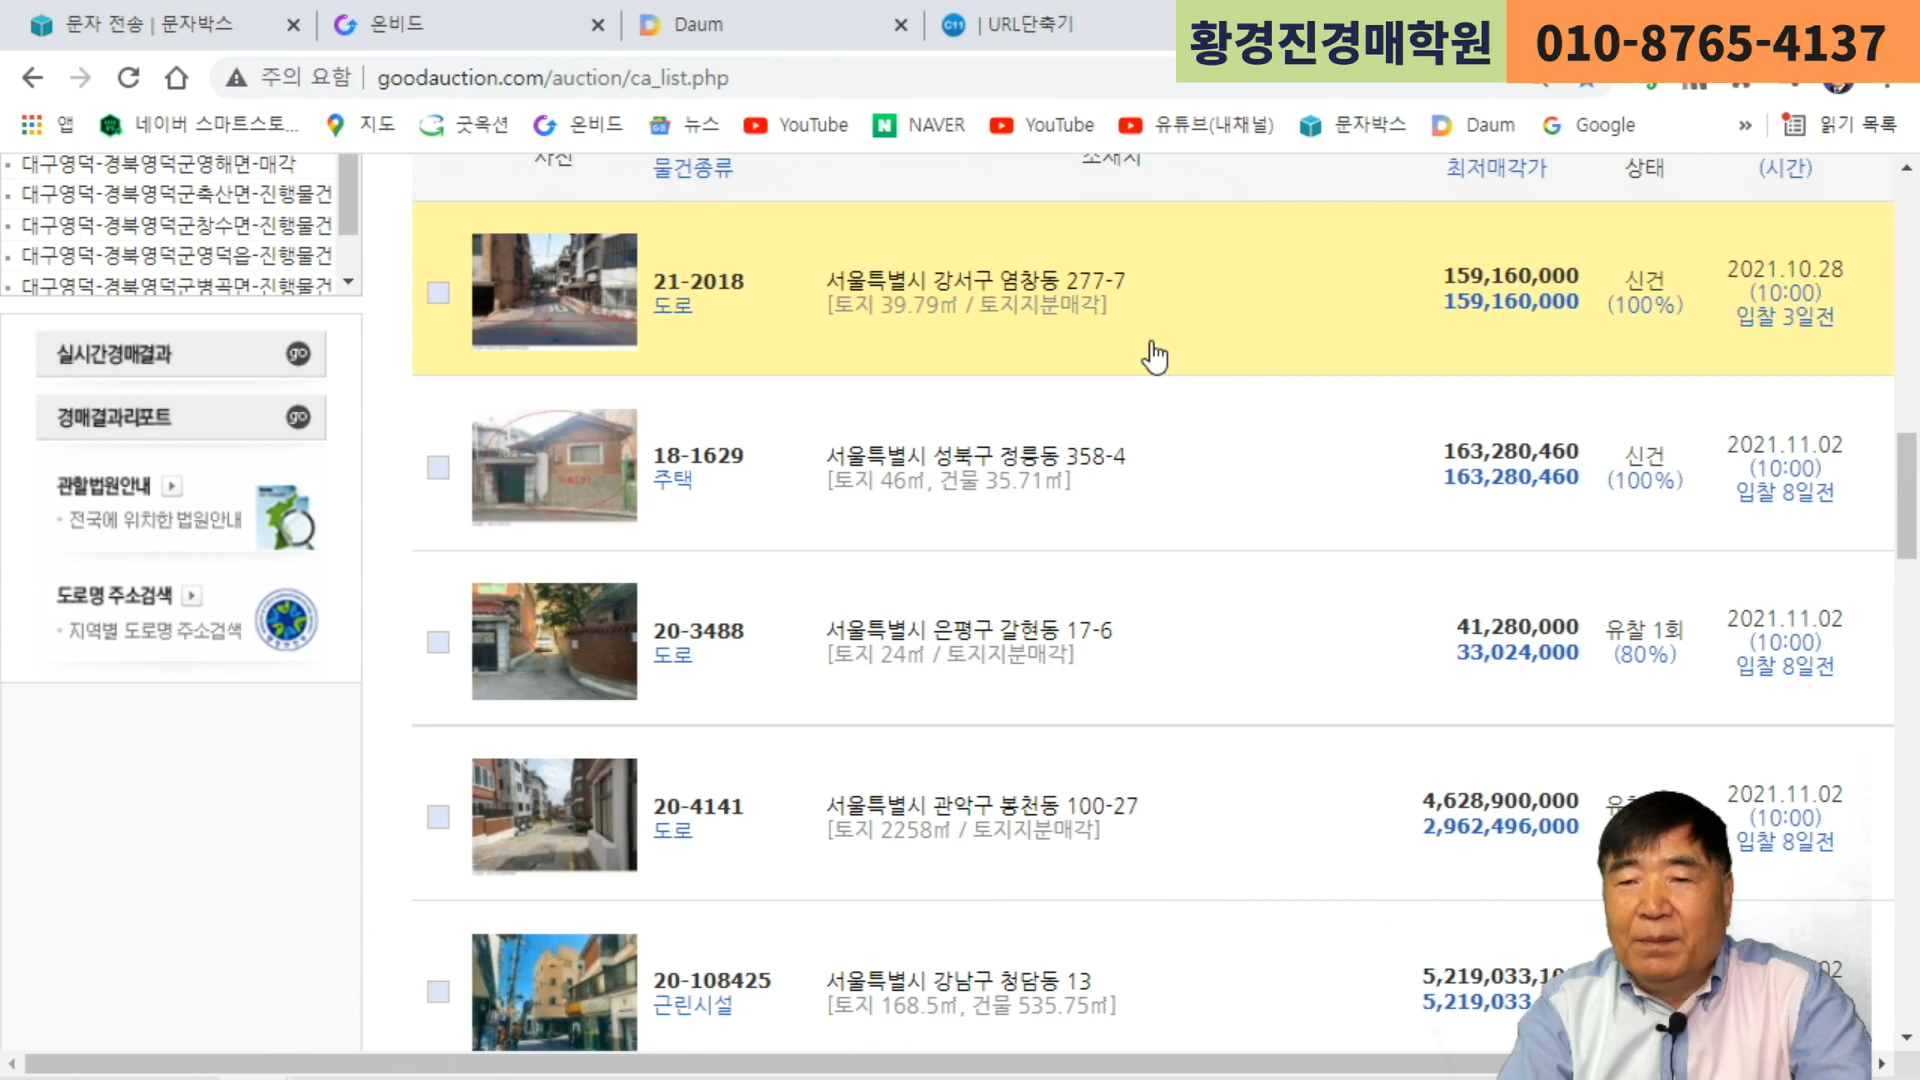 문자 전송 | 문자박스
온비드
Daum
| URL단축기
황경진경매학원
010-8765-4137
주의 요함
goodauction.com/auction/ca_list.php
앱
네이버 스마트스토...
지도
굿옥션
온비드
뉴스
YouTube
NAVER
YouTube
유튜브(내채널)
문자박스
Daum
Google
»
읽기 목록
대구영덕-경북영덕군영해면-매각
대구영덕-경북영덕군축산면-진행물건
대구영덕-경북영덕군창수면-진행물건
대구영덕-경북영덕군영덕읍-진행물건
대구영덕-경북영덕군병곡면-진행물건
실시간경매결과 go
경매결과리포트 go
관할법원안내
전국에 위치한 법원안내
도로명 주소검색
지역별 도로명 주소검색
사진
물건종류
소재지
최저매각가
상태
(시간)
21-2018
도로
서울특별시 강서구 염창동 277-7
[토지 39.79㎡ / 토지지분매각]
159,160,000
159,160,000
신건
(100%)
2021.10.28
(10:00)
입찰 3일전
18-1629
주택
서울특별시 성북구 정릉동 358-4
[토지 46㎡, 건물 35.71㎡]
163,280,460
163,280,460
신건
(100%)
2021.11.02
(10:00)
입찰 8일전
20-3488
도로
서울특별시 은평구 갈현동 17-6
[토지 24㎡ / 토지지분매각]
41,280,000
33,024,000
유찰 1회
(80%)
2021.11.02
(10:00)
입찰 8일전
20-4141
도로
서울특별시 관악구 봉천동 100-27
[토지 2258㎡ / 토지지분매각]
4,628,900,000
2,962,496,000
2021.11.02
(10:00)
입찰 8일전
20-108425
근린시설
서울특별시 강남구 청담동 13
[토지 168.5㎡, 건물 535.75㎡]
5,219,033,1
5,219,033
02